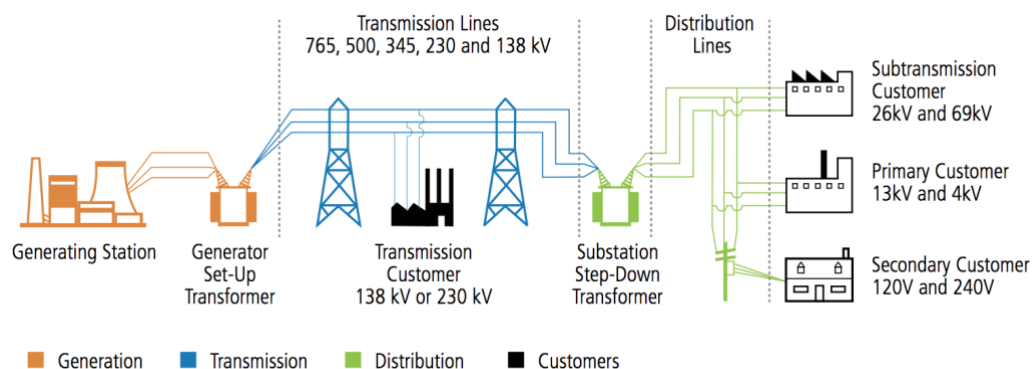 Transmission Lines
765, 500, 345, 230 and 138 kV
Distribution
Lines
Subtransmission
Customer
26kV and 69kV
Primary Customer
13kV and 4kV
Secondary Customer
120V and 240V
Generating Station
Generator
Set-Up
Transformer
Transmission
Customer
138 kV or 230 kV
Substation
Step-Down
Transformer
Generation
Transmission
Distribution
Customers